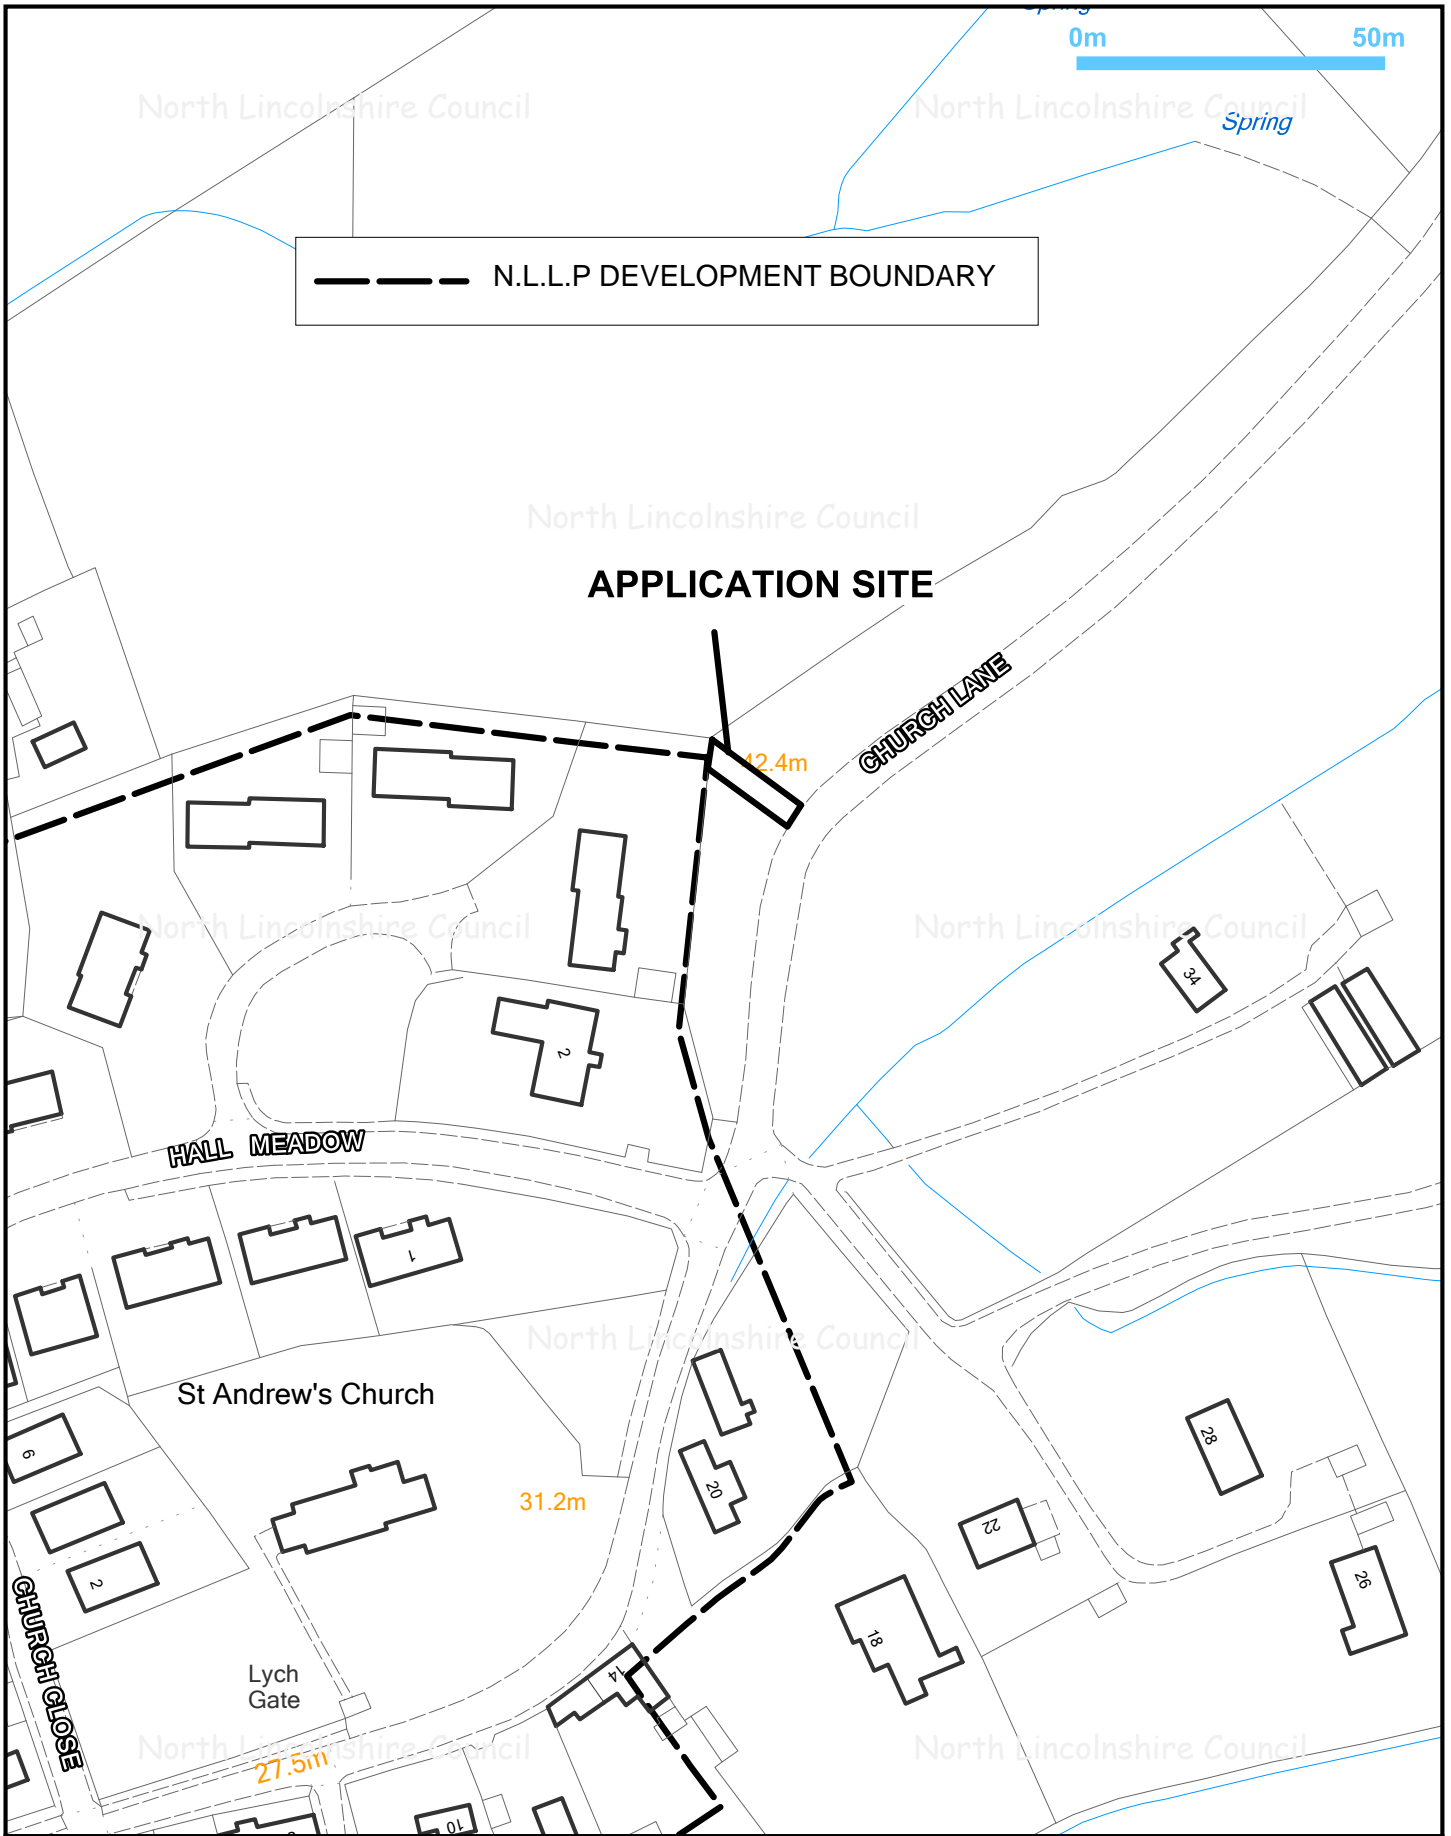 Spring
0m 50m
North Lincolnshire Council North Lincolnshire Council
Spring
N.L.L.P DEVELOPMENT BOUNDARY
North Lincolnshire Council
APPLICATION SITE
CHURCH LANE
42.4m
North Lincolnshire Council North Lincolnshire Council
34
2
HALL MEADOW
1
North Lincolnshire Council
St Andrew's Church
28
6
20
31.2m
22
2
26
18
CHURCH CLOSE
Lych
Gate
14
North Lincolnshire Council North Lincolnshire Council
27.5m
10